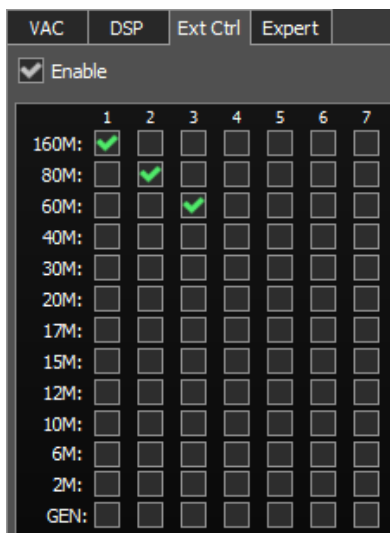 VAC DSP Ext Ctrl Expert
Enable
1 2 3 4 5 6 7
160M:
80M:
60M:
40M:
30M:
20M:
17M:
15M:
12M:
10M:
6M:
2M:
GEN: